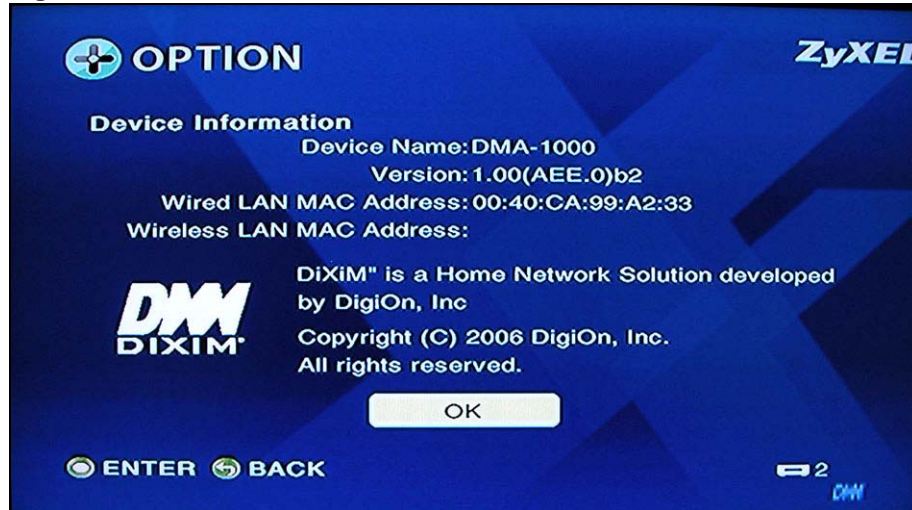 OPTION
ZyXEL
Device Information
Device Name:DMA-1000
Version:1.00(AEE.0)b2
Wired LAN MAC Address:00:40:CA:99:A2:33
Wireless LAN MAC Address:
DiXiM" is a Home Network Solution developed
by DigiOn, Inc
DIXIM
Copyright (C) 2006 DigiOn, Inc.
All rights reserved.
OK
ENTER BACK
2